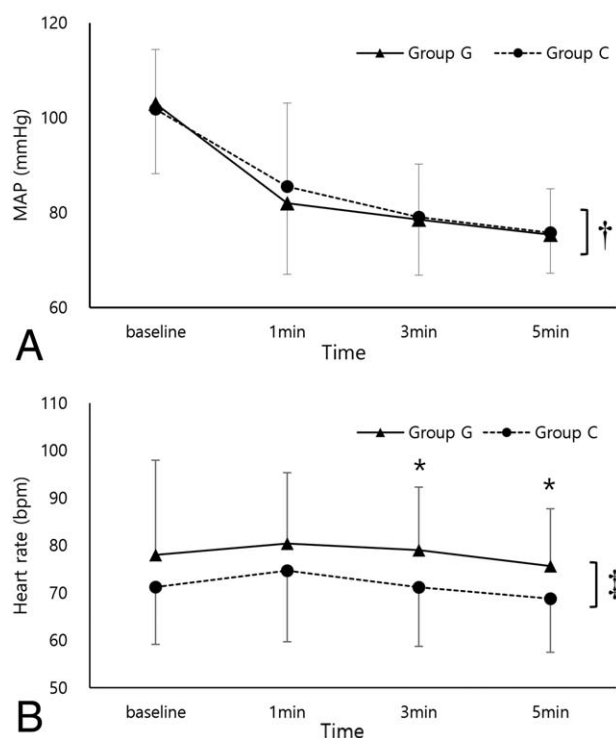 120
100
80
60
MAP (mmHg)
Group G
Group C
†
baseline
1min
3min
5min
Time
A
110
100
90
80
70
60
50
Heart rate (bpm)
Group G
Group C
*
*
‡
baseline
1min
3min
5min
Time
B